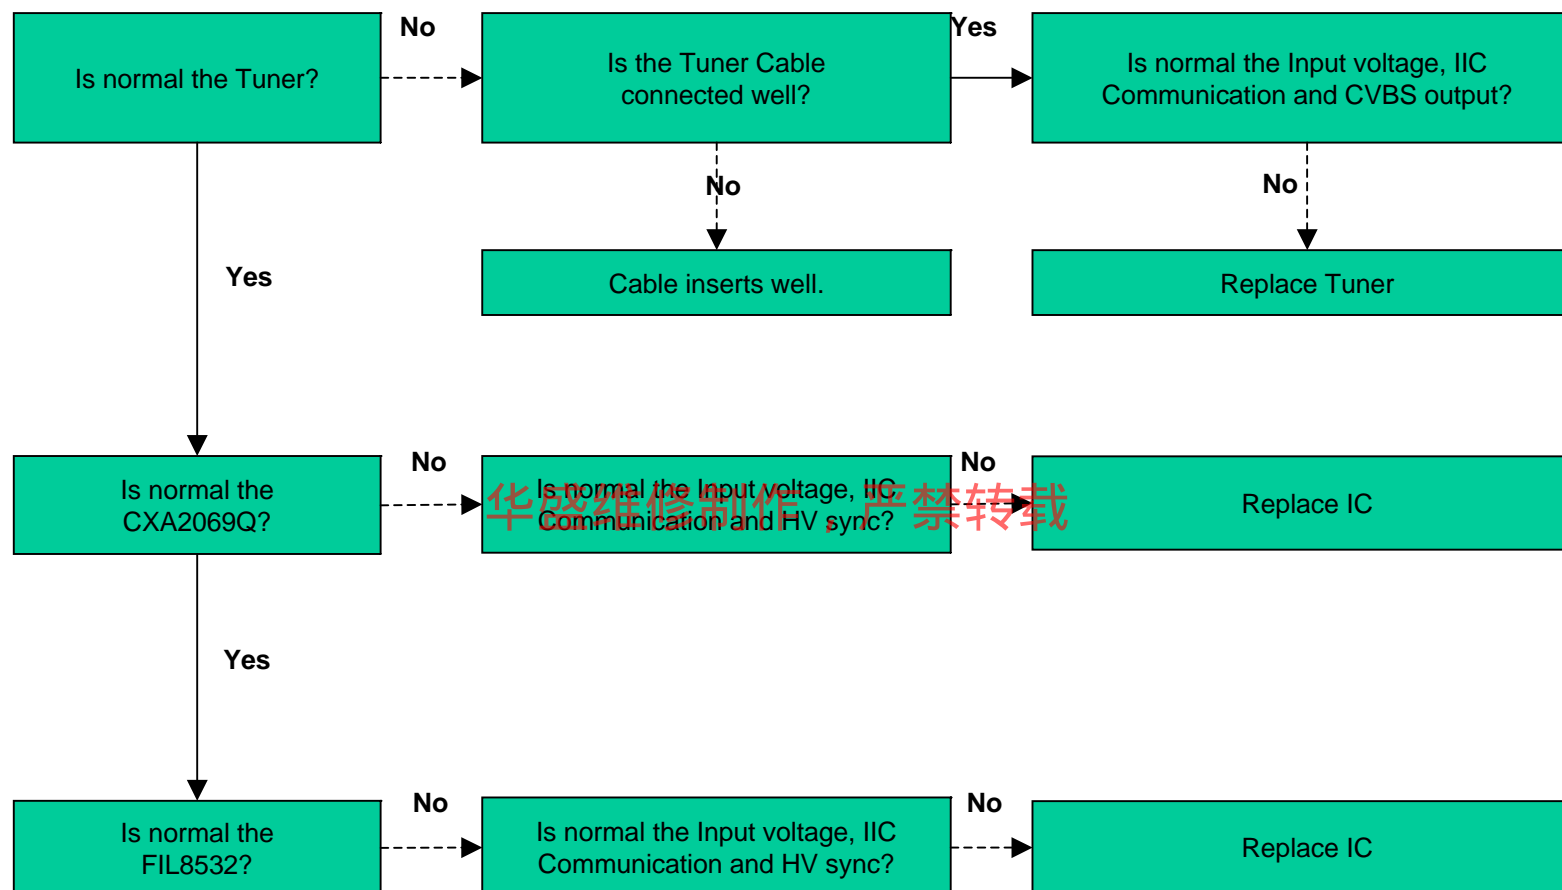 No
Yes
Is normal the Tuner?
Is the Tuner Cable
connected well?
Is normal the Input voltage, IIC
Communication and CVBS output?
No
No
Yes
Cable inserts well.
Replace Tuner
No
No
Is normal the
CXA2069Q?
Is normal the Input voltage, IIC
Communication and HV sync?
Replace IC
华盛维修制作，严禁转载
Yes
No
No
Is normal the
FIL8532?
Is normal the Input voltage, IIC
Communication and HV sync?
Replace IC